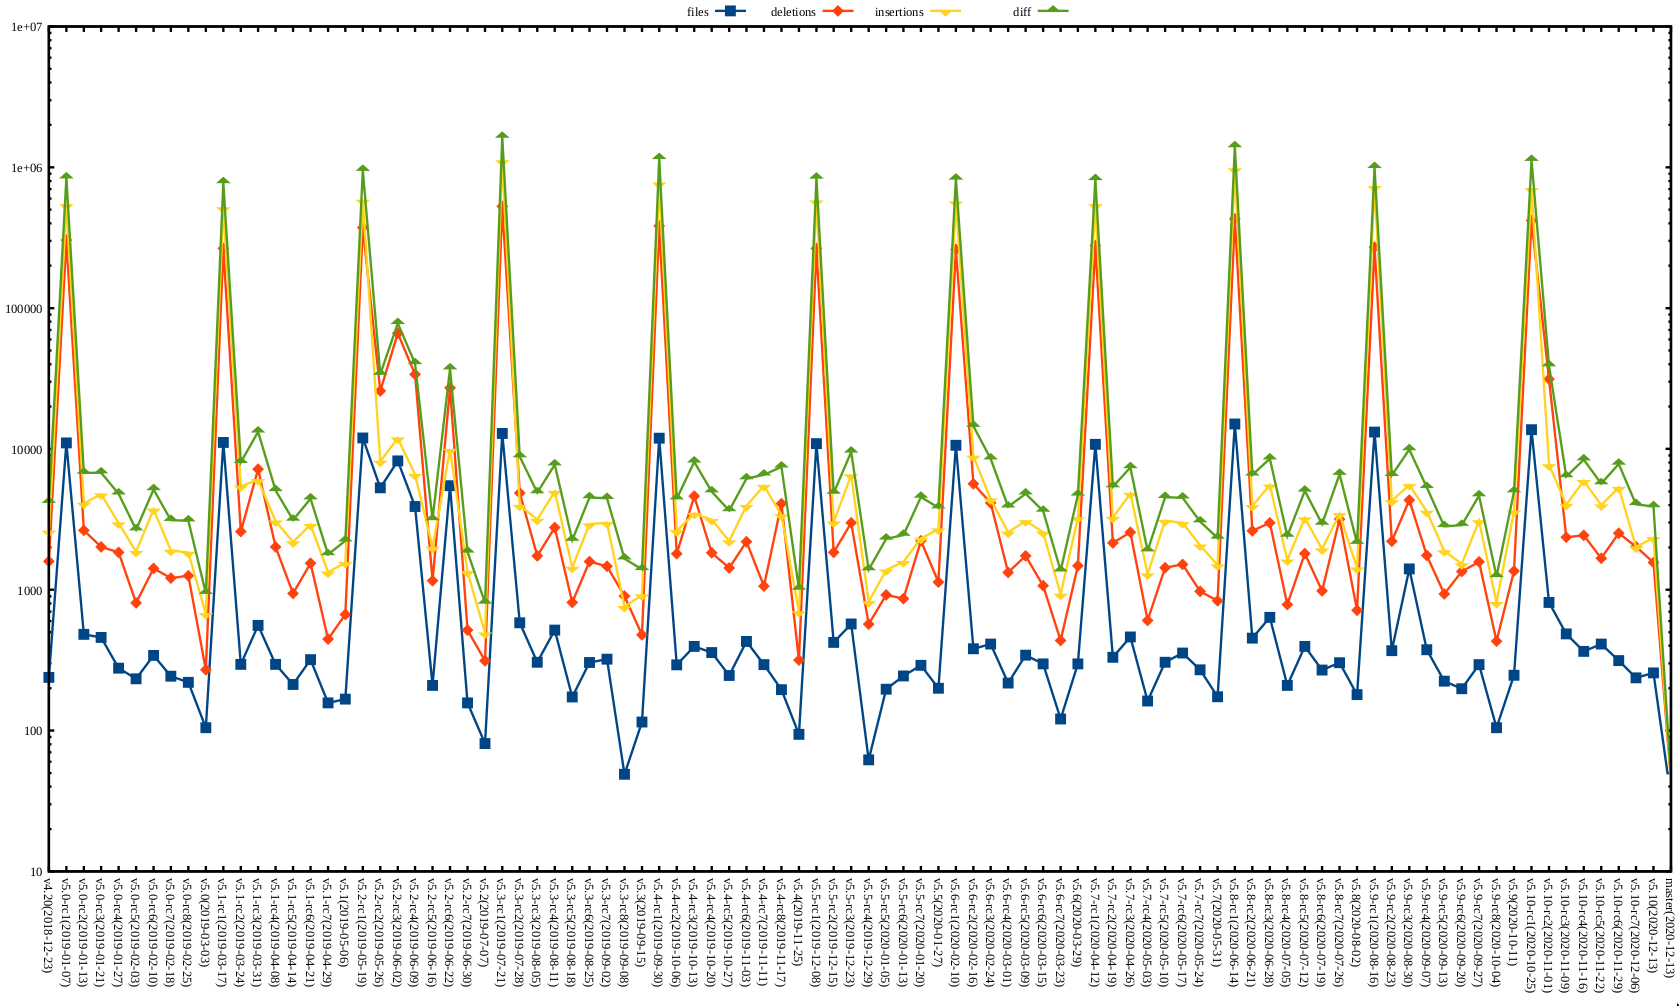 files
deletions
insertions
diff
1e+07
1e+06
100000
10000
1000
100
10
v4.20(2018-12-23)
v5.0-rc1(2019-01-07)
v5.0-rc2(2019-01-13)
v5.0-rc3(2019-01-21)
v5.0-rc4(2019-01-27)
v5.0-rc5(2019-02-03)
v5.0-rc6(2019-02-10)
v5.0-rc7(2019-02-18)
v5.0-rc8(2019-02-25)
v5.0(2019-03-03)
v5.1-rc1(2019-03-17)
v5.1-rc2(2019-03-24)
v5.1-rc3(2019-03-31)
v5.1-rc4(2019-04-08)
v5.1-rc5(2019-04-14)
v5.1-rc6(2019-04-21)
v5.1-rc7(2019-04-29)
v5.1(2019-05-06)
v5.2-rc1(2019-05-19)
v5.2-rc2(2019-05-26)
v5.2-rc3(2019-06-02)
v5.2-rc4(2019-06-09)
v5.2-rc5(2019-06-16)
v5.2-rc6(2019-06-22)
v5.2-rc7(2019-06-30)
v5.2(2019-07-07)
v5.3-rc1(2019-07-21)
v5.3-rc2(2019-07-28)
v5.3-rc3(2019-08-05)
v5.3-rc4(2019-08-11)
v5.3-rc5(2019-08-18)
v5.3-rc6(2019-08-25)
v5.3-rc7(2019-09-02)
v5.3-rc8(2019-09-08)
v5.3(2019-09-15)
v5.4-rc1(2019-09-30)
v5.4-rc2(2019-10-06)
v5.4-rc3(2019-10-13)
v5.4-rc4(2019-10-20)
v5.4-rc5(2019-10-27)
v5.4-rc6(2019-11-03)
v5.4-rc7(2019-11-11)
v5.4-rc8(2019-11-17)
v5.4(2019-11-25)
v5.5-rc1(2019-12-08)
v5.5-rc2(2019-12-15)
v5.5-rc3(2019-12-23)
v5.5-rc4(2019-12-29)
v5.5-rc5(2020-01-05)
v5.5-rc6(2020-01-13)
v5.5-rc7(2020-01-20)
v5.5(2020-01-27)
v5.6-rc1(2020-02-10)
v5.6-rc2(2020-02-16)
v5.6-rc3(2020-02-24)
v5.6-rc4(2020-03-01)
v5.6-rc5(2020-03-09)
v5.6-rc6(2020-03-15)
v5.6-rc7(2020-03-23)
v5.6(2020-03-29)
v5.7-rc1(2020-04-12)
v5.7-rc2(2020-04-19)
v5.7-rc3(2020-04-26)
v5.7-rc4(2020-05-03)
v5.7-rc5(2020-05-10)
v5.7-rc6(2020-05-17)
v5.7-rc7(2020-05-24)
v5.7(2020-05-31)
v5.8-rc1(2020-06-14)
v5.8-rc2(2020-06-21)
v5.8-rc3(2020-06-28)
v5.8-rc4(2020-07-05)
v5.8-rc5(2020-07-12)
v5.8-rc6(2020-07-19)
v5.8-rc7(2020-07-26)
v5.8(2020-08-02)
v5.9-rc1(2020-08-16)
v5.9-rc2(2020-08-23)
v5.9-rc3(2020-08-30)
v5.9-rc4(2020-09-07)
v5.9-rc5(2020-09-13)
v5.9-rc6(2020-09-20)
v5.9-rc7(2020-09-27)
v5.9-rc8(2020-10-04)
v5.9(2020-10-11)
v5.10-rc1(2020-10-25)
v5.10-rc2(2020-11-01)
v5.10-rc3(2020-11-09)
v5.10-rc4(2020-11-16)
v5.10-rc5(2020-11-22)
v5.10-rc6(2020-11-29)
v5.10-rc7(2020-12-06)
v5.10(2020-12-13)
master(2020-12-13)